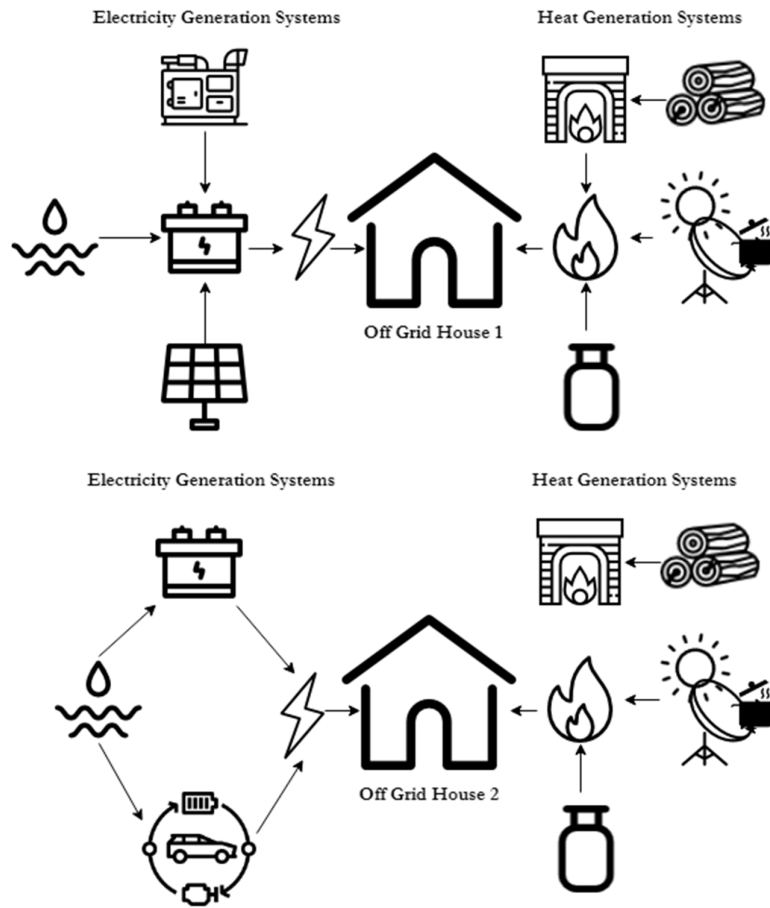 Electricity Generation Systems
Heat Generation Systems
Off Grid House 1
Electricity Generation Systems
Heat Generation Systems
Off Grid House 2